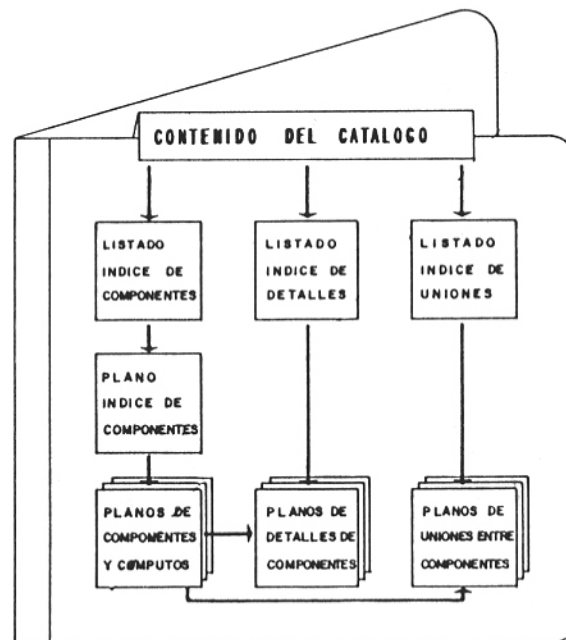 CONTENIDO DEL CATALOGO
LISTADO
INDICE DE
COMPONENTES
LISTADO
INDICE DE
DETALLES
LISTADO
INDICE DE
UNIONES
PLANO
INDICE DE
COMPONENTES
PLANOS DE
COMPOMENTES
Y COMPUTOS
PLANOS DE
DETALLES DE
COMPONENTES
PLANOS DE
UNIONES ENTRE
COMPONENTES